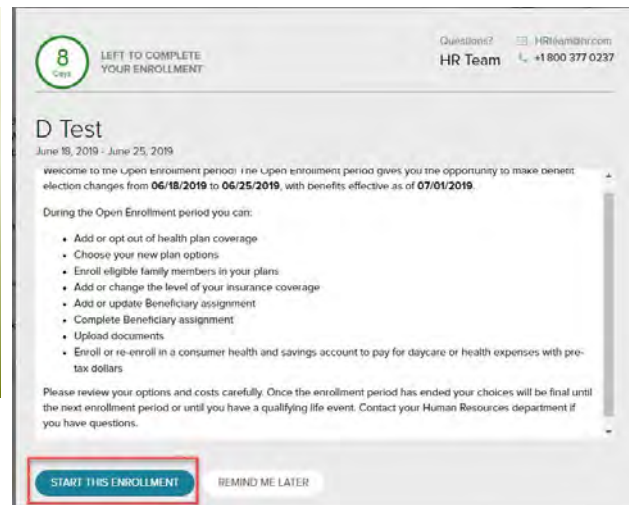 8
Days
LEFT TO COMPLETE
YOUR ENROLLMENT
Questions?
HR Team
HRteam@hr.com
+1 800 377 0237
D Test
June 18, 2019 - June 25, 2019
Welcome to the Open Enrollment period! The Open Enrollment period gives you the opportunity to make benefit
election changes from 06/18/2019 to 06/25/2019, with benefits effective as of 07/01/2019.
During the Open Enrollment period you can:
• Add or opt out of health plan coverage
• Choose your new plan options
• Enroll eligible family members in your plans
• Add or change the level of your insurance coverage
• Add or update Beneficiary assignment
• Complete Beneficiary assignment
• Upload documents
• Enroll or re-enroll in a consumer health and savings account to pay for daycare or health expenses with pre-
tax dollars
Please review your options and costs carefully. Once the enrollment period has ended your choices will be final until
the next enrollment period or until you have a qualifying life event. Contact your Human Resources department if
you have questions.
START THIS ENROLLMENT
REMIND ME LATER